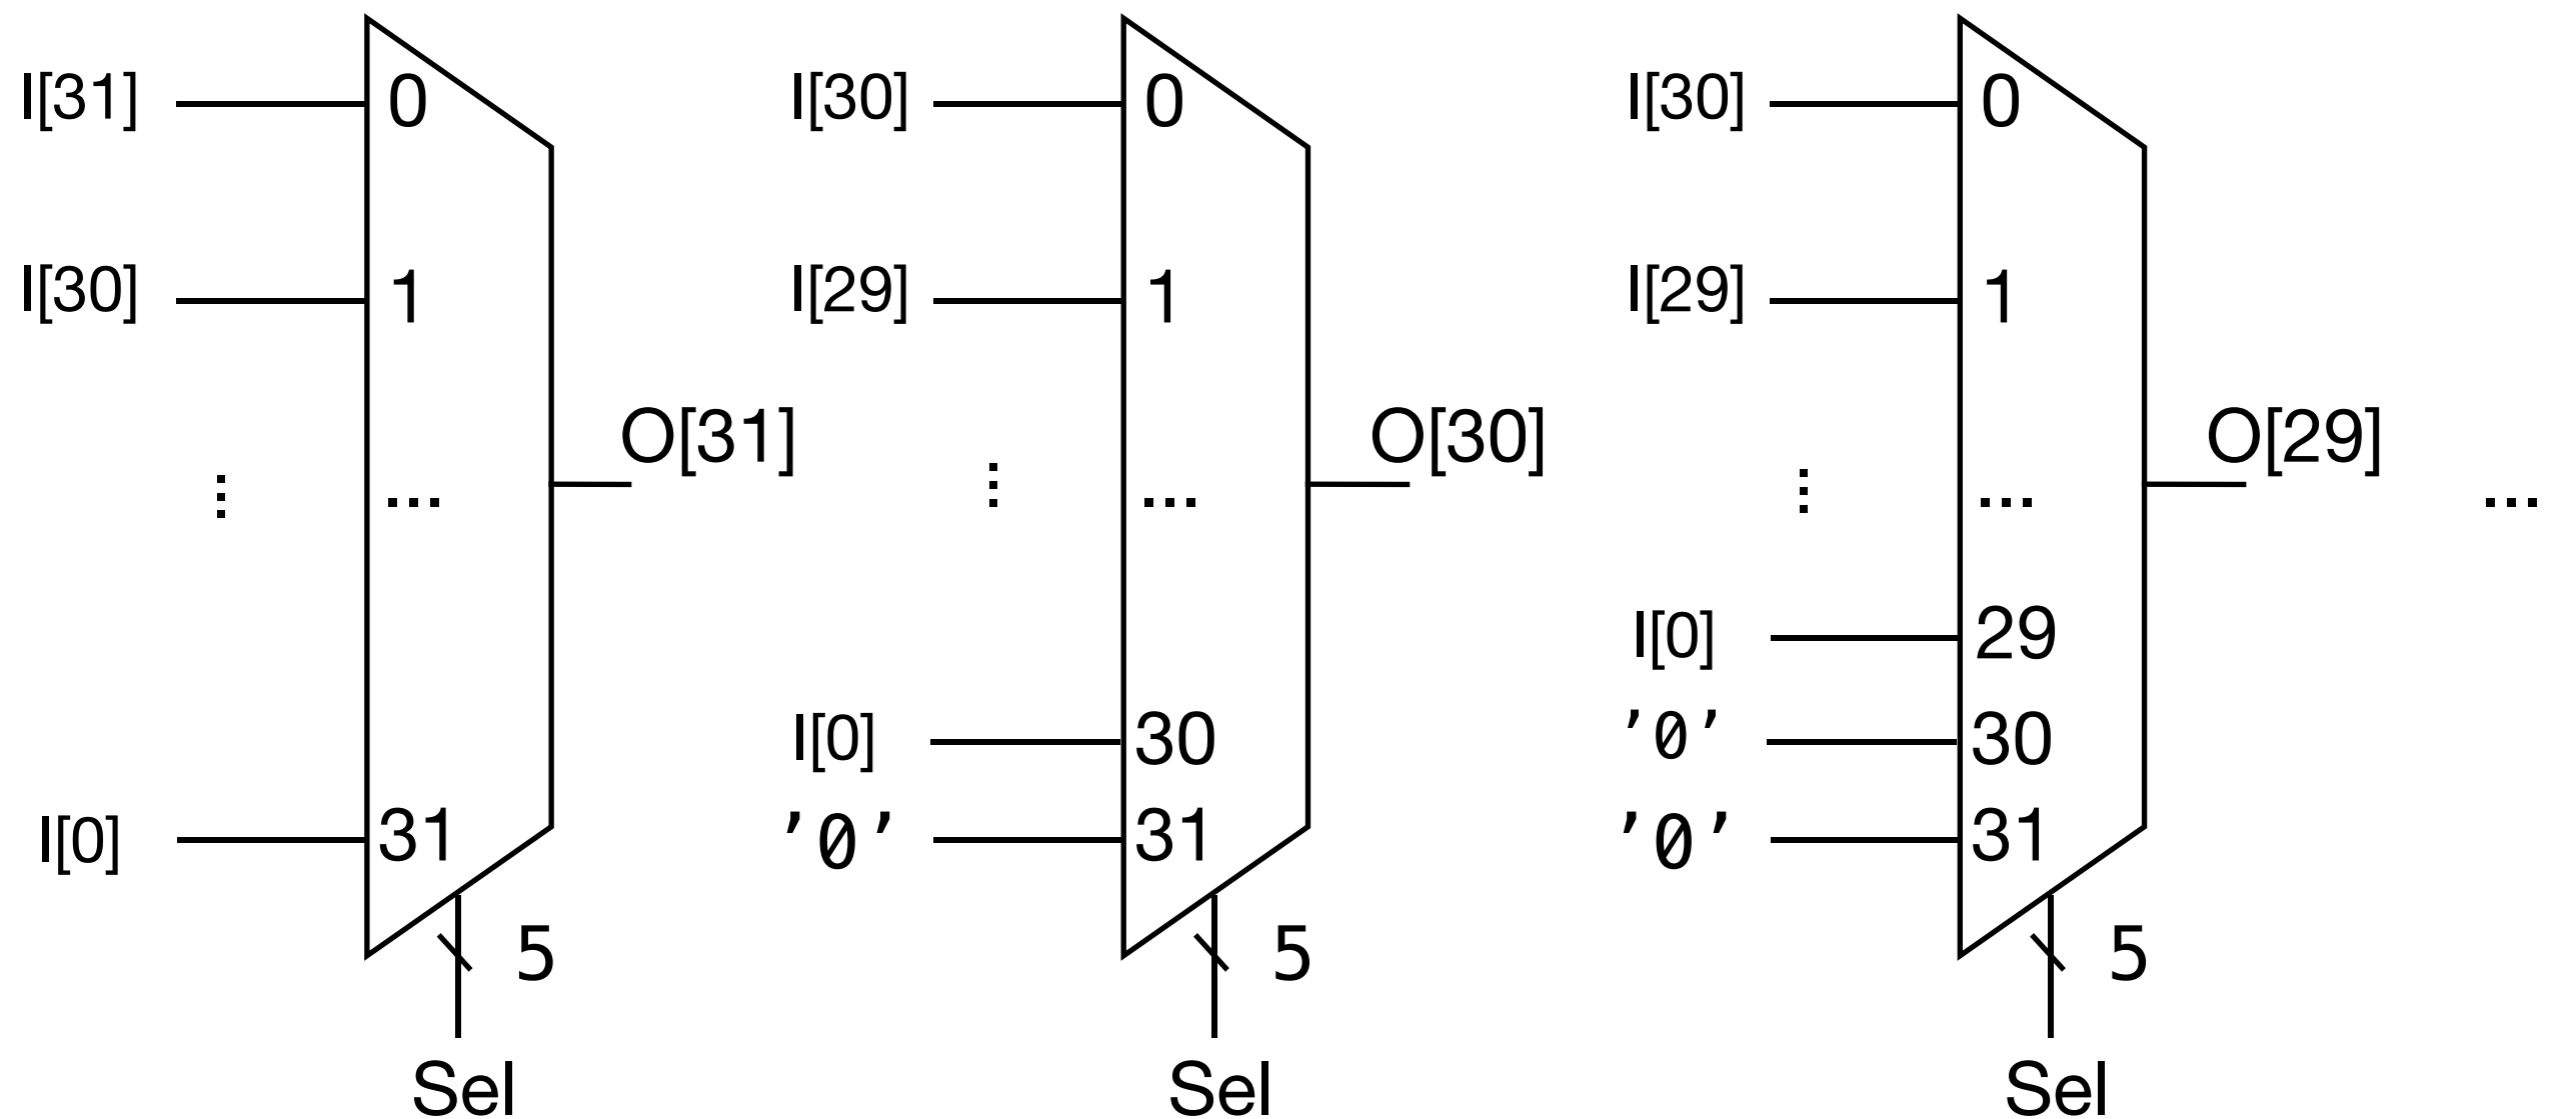 I[31] 0 I[30] 0 I[30] 0
I[30] 1 I[29] 1 I[29] 1
O[31] O[30] O[29]
⋮ ... ⋮ ... ⋮ ... ...
I[0] 29
I[0] 30 '0' 30
I[0] 31 '0' 31 '0' 31
5 5 5
Sel Sel Sel